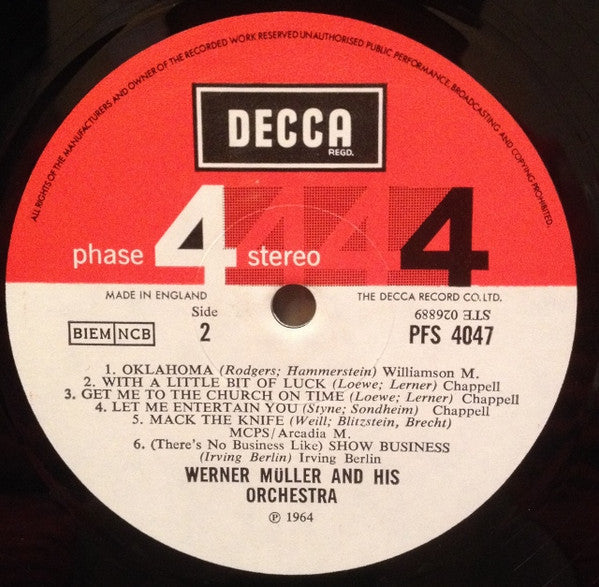 ALL RIGHTS OF THE MANUFACTURERS AND OWNER OF THE RECORDED WORK RESERVED UNAUTHORISED PUBLIC PERFORMANCE, BROADCASTING AND COPYING PROHIBITED.
DECCA
REGD.
phase 4 stereo 4 4 4
MADE IN ENGLAND
THE DECCA RECORD CO. LTD.
Side
2
STE 026889
BIEM NCB
PFS 4047
1. OKLAHOMA (Rodgers; Hammerstein) Williamson M.
2. WITH A LITTLE BIT OF LUCK (Loewe; Lerner) Chappell
3. GET ME TO THE CHURCH ON TIME (Loewe; Lerner) Chappell
4. LET ME ENTERTAIN YOU (Styne; Sondheim) Chappell
5. MACK THE KNIFE (Weill; Blitzstein, Brecht)
MCPS/Arcadia M.
6. (There's No Business Like) SHOW BUSINESS
(Irving Berlin) Irving Berlin
WERNER MÜLLER AND HIS
ORCHESTRA
℗ 1964